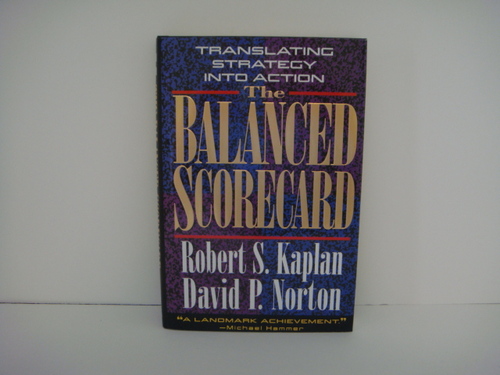 TRANSLATING
STRATEGY
INTO ACTION
The
BALANCED
SCORECARD
Robert S. Kaplan
David P. Norton
"A LANDMARK ACHIEVEMENT."
—Michael Hammer